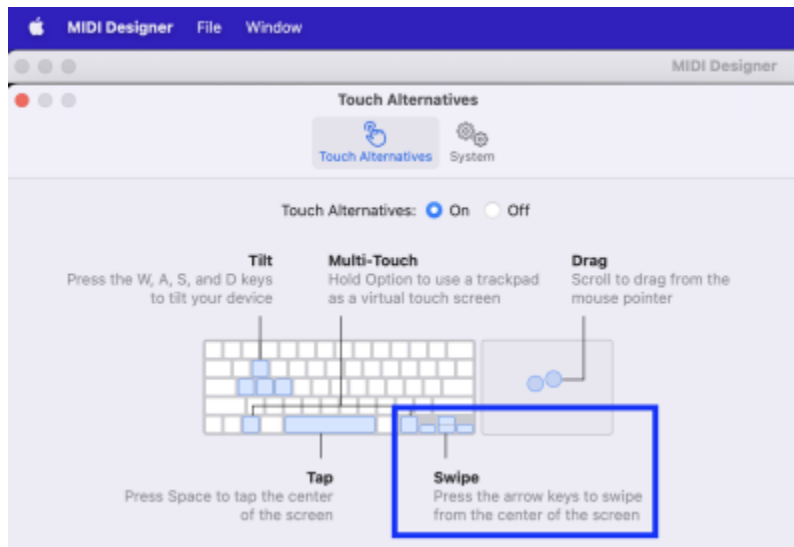 MIDI Designer File Window
MIDI Designer
Touch Alternatives
Touch Alternatives System
Touch Alternatives: On Off
Tilt
Press the W, A, S, and D keys
to tilt your device
Multi-Touch
Hold Option to use a trackpad
as a virtual touch screen
Drag
Scroll to drag from the
mouse pointer
Tap
Press Space to tap the center
of the screen
Swipe
Press the arrow keys to swipe
from the center of the screen